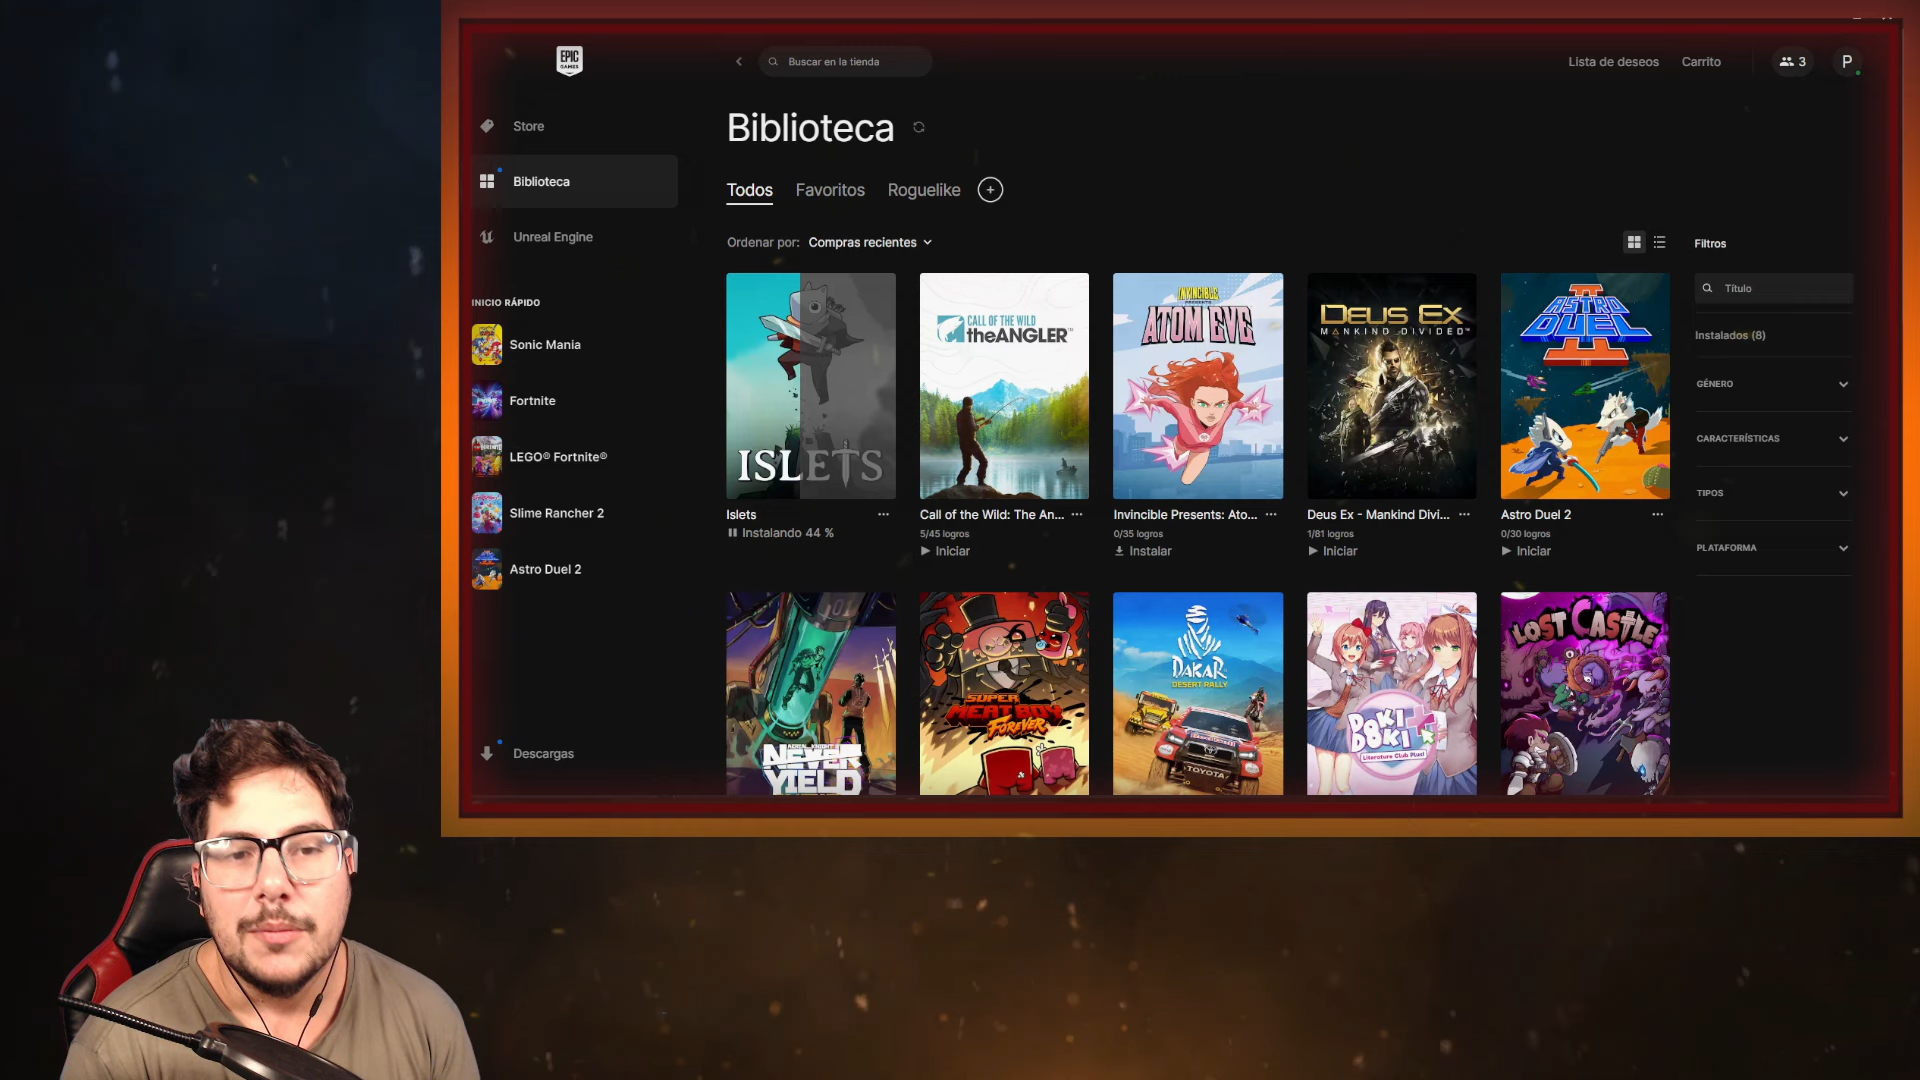 EPIC
GAMES
Buscar en la tienda
Lista de deseos
Carrito
3
P
Store
Biblioteca
Unreal Engine
INICIO RÁPIDO
Sonic Mania
Fortnite
LEGO® Fortnite®
Slime Rancher 2
Astro Duel 2
Descargas
Biblioteca
Todos
Favoritos
Roguelike
Ordenar por: Compras recientes
ISLETS
CALL OF THE WILD
theANGLER™
INVINCIBLE
PRESENTS
ATOM EVE
DEUS EX
MANKIND DIVIDED™
ASTRO
DUEL
II
Islets
Instalando 44 %
Call of the Wild: The An...
5/45 logros
Iniciar
Invincible Presents: Ato...
0/35 logros
Instalar
Deus Ex - Mankind Divi...
1/81 logros
Iniciar
Astro Duel 2
0/30 logros
Iniciar
AERIAL_KNIGHT'S
NEVER
YIELD
SUPER
MEAT BOY
FOREVER
DAKAR
DESERT RALLY
TOYOTA
DOKI
DOKI
Literature Club Plus!
LOST CASTLE
Filtros
Título
Instalados (8)
GÉNERO
CARACTERÍSTICAS
TIPOS
PLATAFORMA